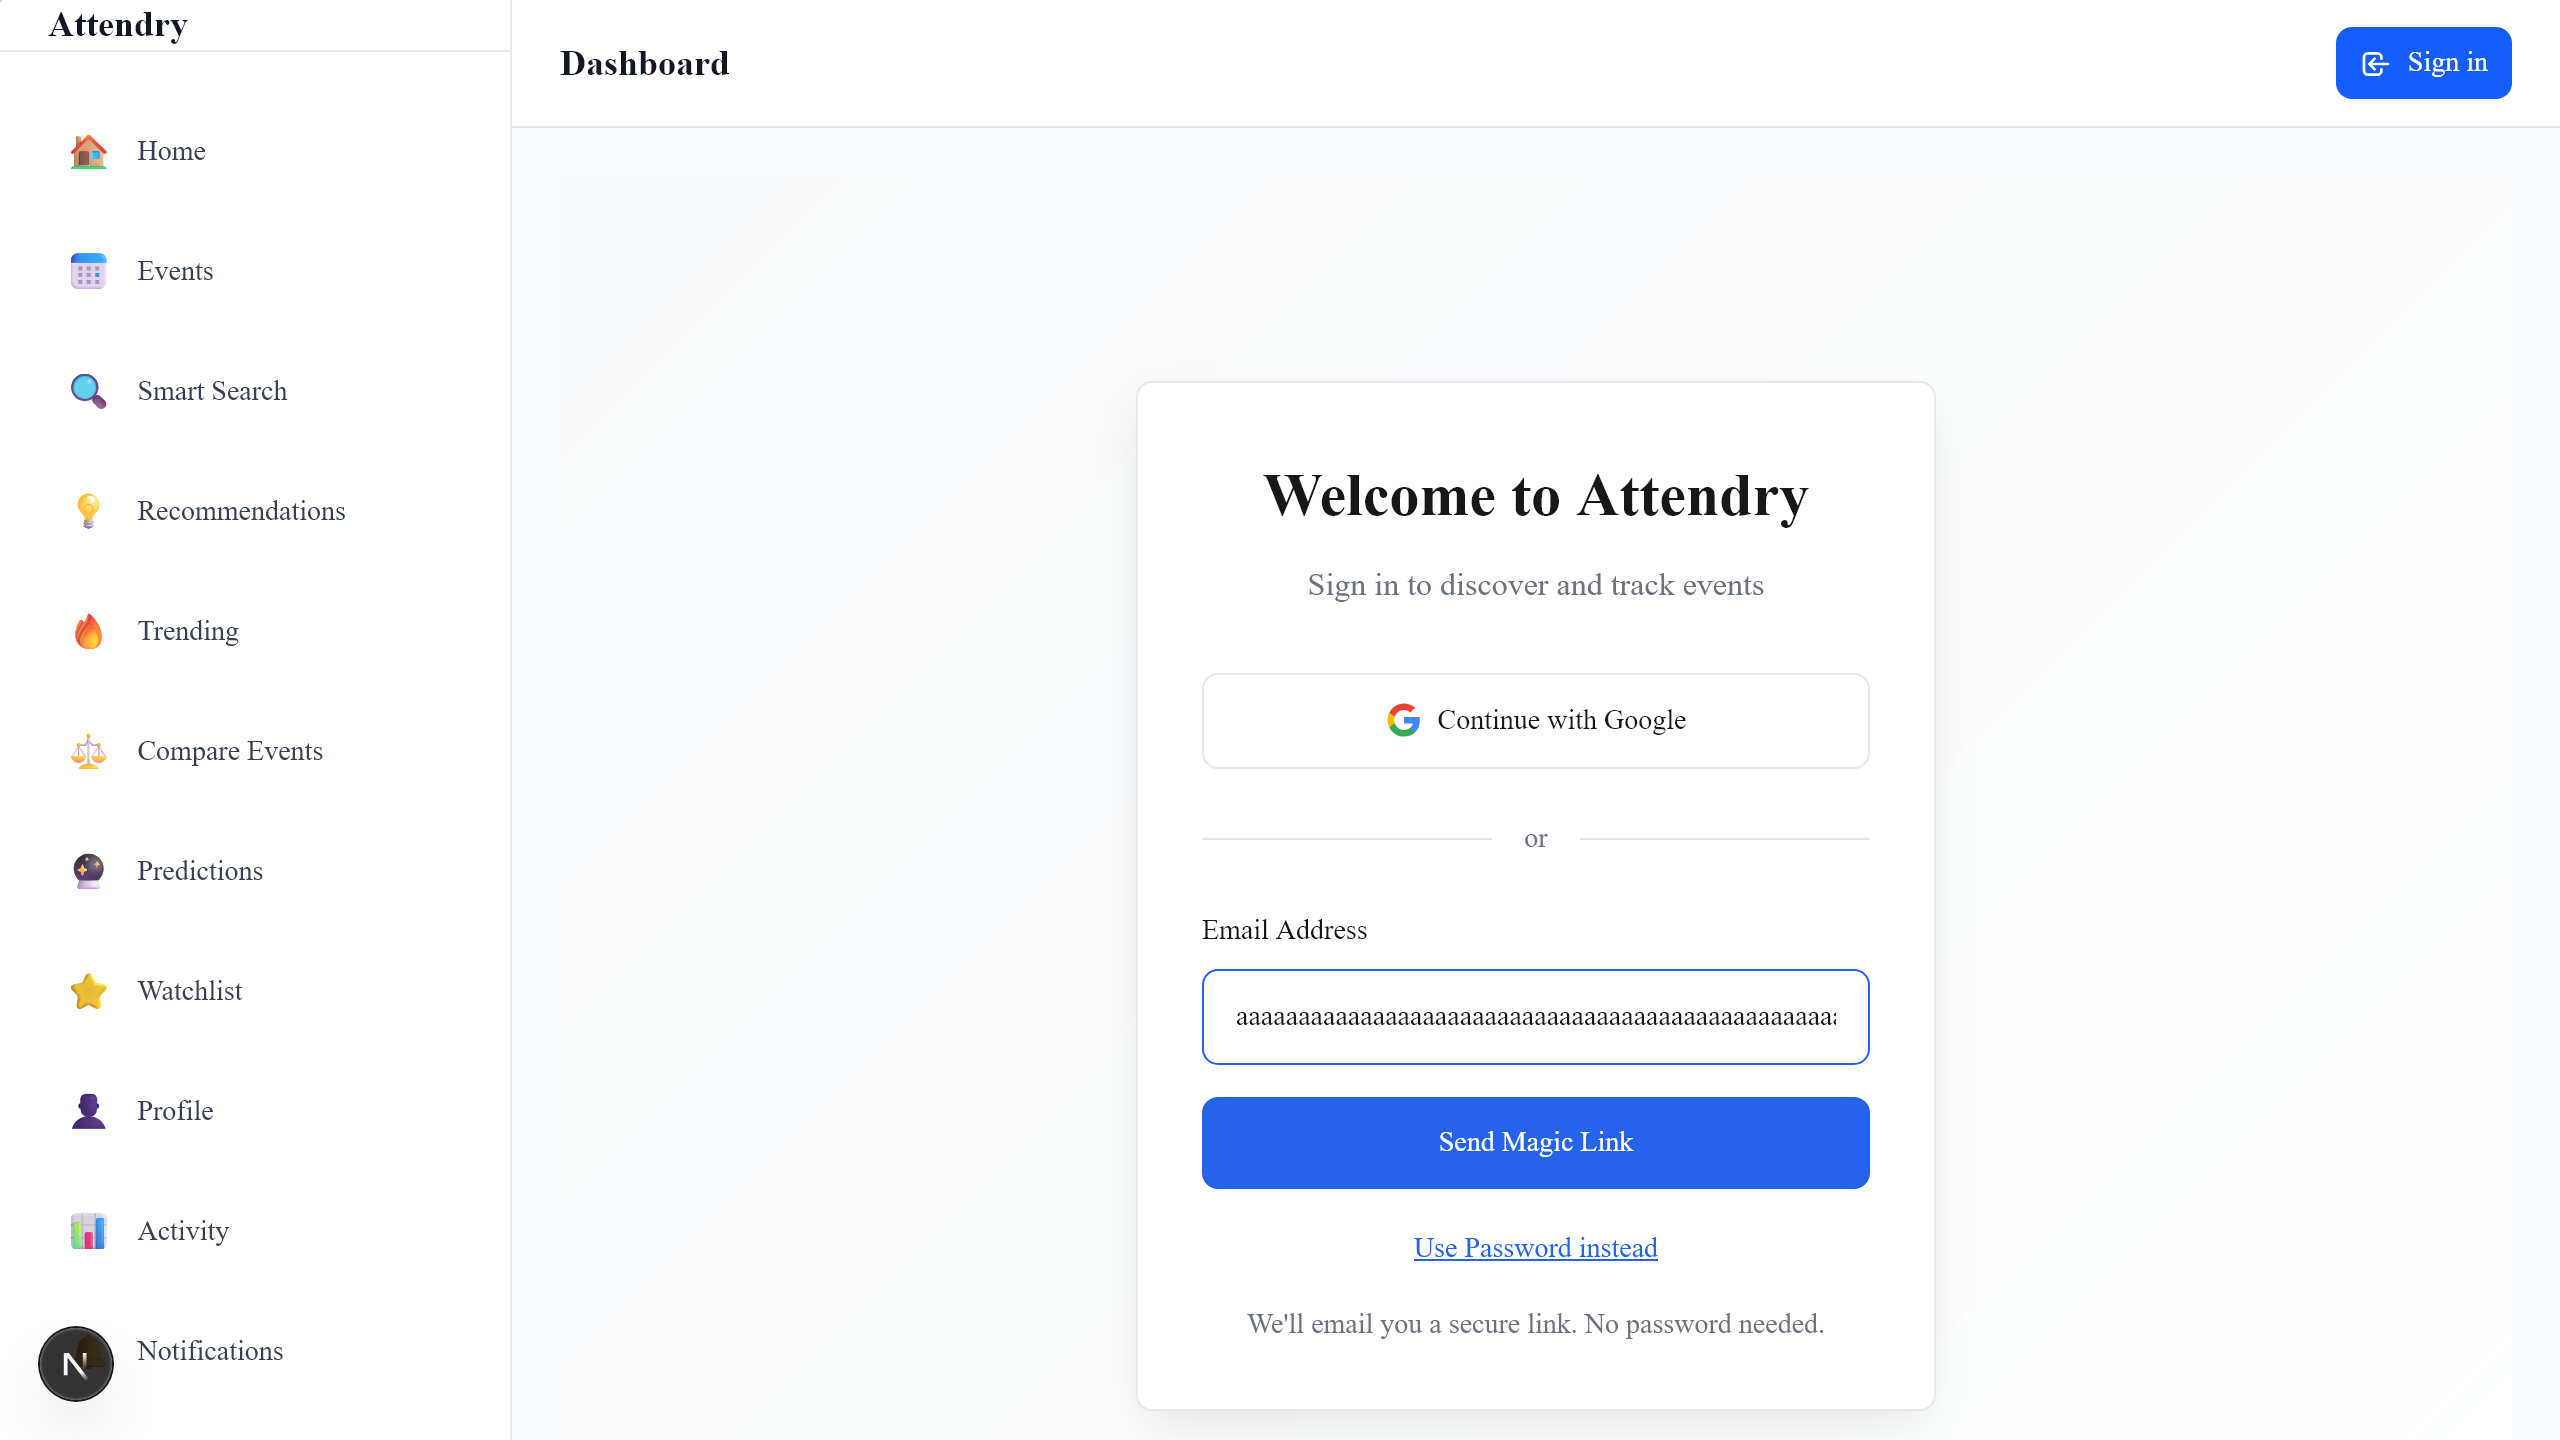 Attendry
Home
Events
Smart Search
Recommendations
Trending
Compare Events
Predictions
Watchlist
Profile
Activity
Notifications
N
Dashboard
Sign in
Welcome to Attendry
Sign in to discover and track events
Continue with Google
or
Email Address
aaaaaaaaaaaaaaaaaaaaaaaaaaaaaaaaaaaaaaaaaaaaaaaaa
Send Magic Link
Use Password instead
We'll email you a secure link. No password needed.